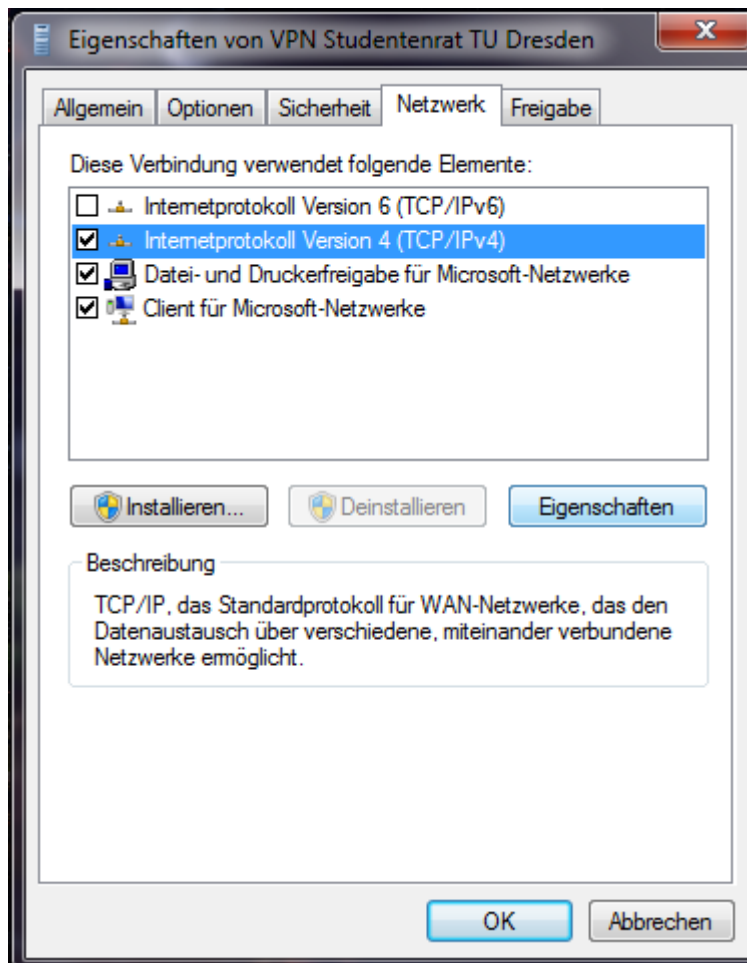 Eigenschaften von VPN Studentenrat TU Dresden
Allgemein Optionen Sicherheit Netzwerk Freigabe
Diese Verbindung verwendet folgende Elemente:
Internetprotokoll Version 6 (TCP/IPv6)
Internetprotokoll Version 4 (TCP/IPv4)
Datei- und Druckerfreigabe für Microsoft-Netzwerke
Client für Microsoft-Netzwerke
Installieren... Deinstallieren Eigenschaften
Beschreibung
TCP/IP, das Standardprotokoll für WAN-Netzwerke, das den
Datenaustausch über verschiedene, miteinander verbundene
Netzwerke ermöglicht.
OK Abbrechen